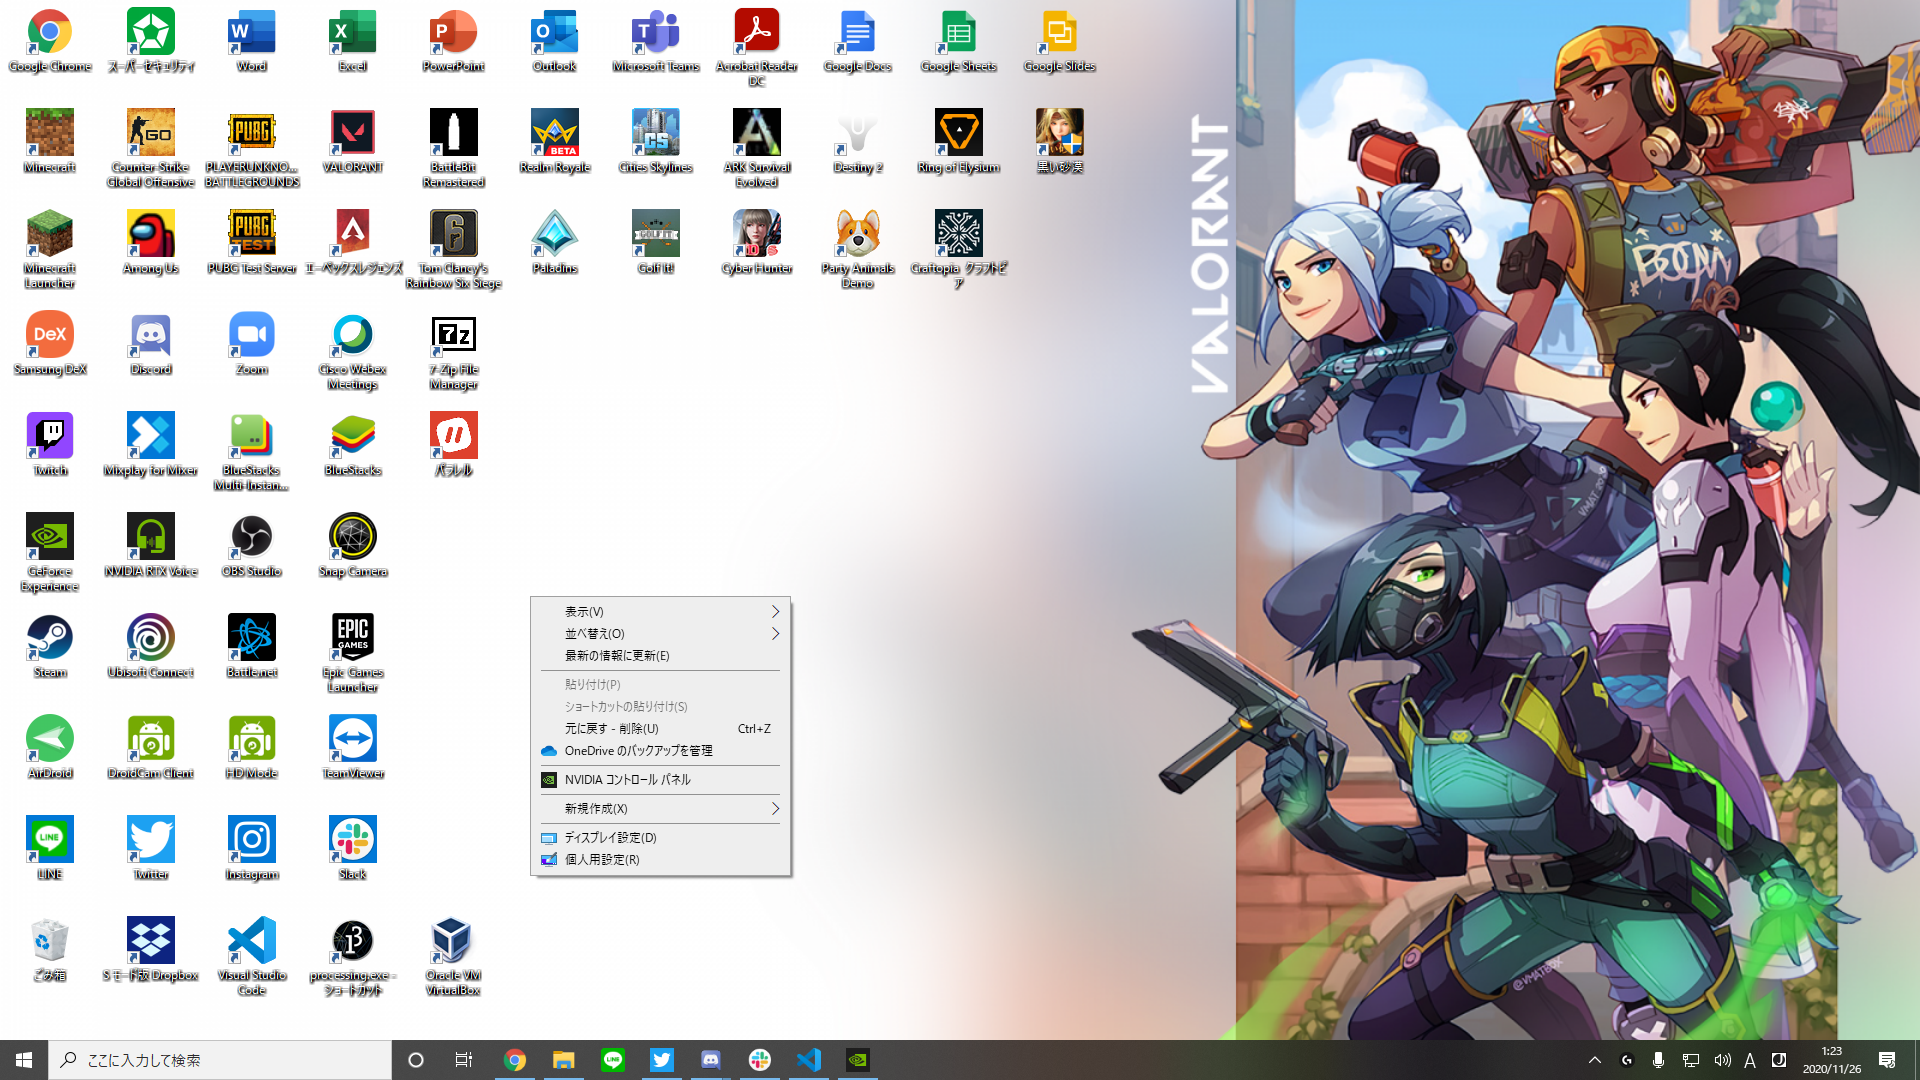 Google Chrome
スーパーセキュリティ
Word
Excel
PowerPoint
Outlook
Microsoft Teams
Acrobat Reader
DC
Google Docs
Google Sheets
Google Slides
Minecraft
Counter-Strike
Global Offensive
PLAYERUNKNO...
BATTLEGROUNDS
VALORANT
BattleBit
Remastered
Realm Royale
Cities Skylines
ARK Survival
Evolved
Destiny 2
Ring of Elysium
黒い砂漠
Minecraft
Launcher
Among Us
PUBG Test Server
エーペックスレジェンズ
Tom Clancy's
Rainbow Six Siege
Paladins
Golf It!
Cyber Hunter
Party Animals
Demo
Craftopia クラフトピ
ア
Samsung DeX
Discord
Zoom
Cisco Webex
Meetings
7-Zip File
Manager
Twitch
Mixplay for Mixer
BlueStacks
Multi-Instan...
BlueStacks
パラレル
GeForce
Experience
NVIDIA RTX Voice
OBS Studio
Snap Camera
Steam
Ubisoft Connect
Battle.net
Epic Games
Launcher
AirDroid
DroidCam Client
HD Mode
TeamViewer
LINE
Twitter
Instagram
Slack
ごみ箱
S モード版 Dropbox
Visual Studio
Code
processing.exe -
ショートカット
Oracle VM
VirtualBox
表示(V)
並べ替え(O)
最新の情報に更新(E)
貼り付け(P)
ショートカットの貼り付け(S)
元に戻す - 削除(U) Ctrl+Z
OneDrive のバックアップを管理
NVIDIA コントロール パネル
新規作成(X)
ディスプレイ設定(D)
個人用設定(R)
VALORANT
BOOM
@VMATBOX
ここに入力して検索
A
1:23
2020/11/26